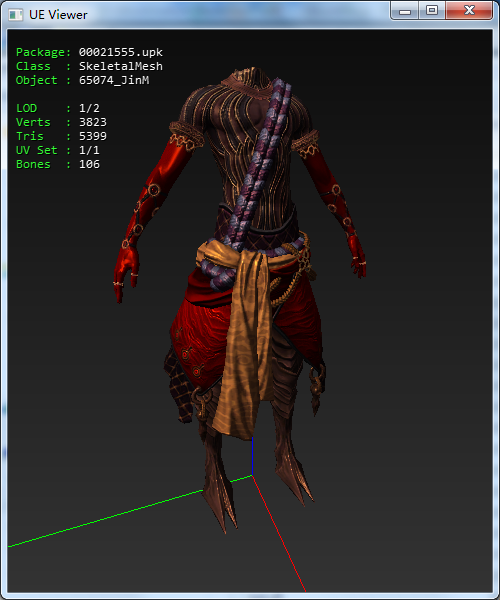 UE Viewer
Package: 00021555.upk
Class : SkeletalMesh
Object : 65074_JinM
LOD : 1/2
Verts : 3823
Tris : 5399
UV Set : 1/1
Bones : 106